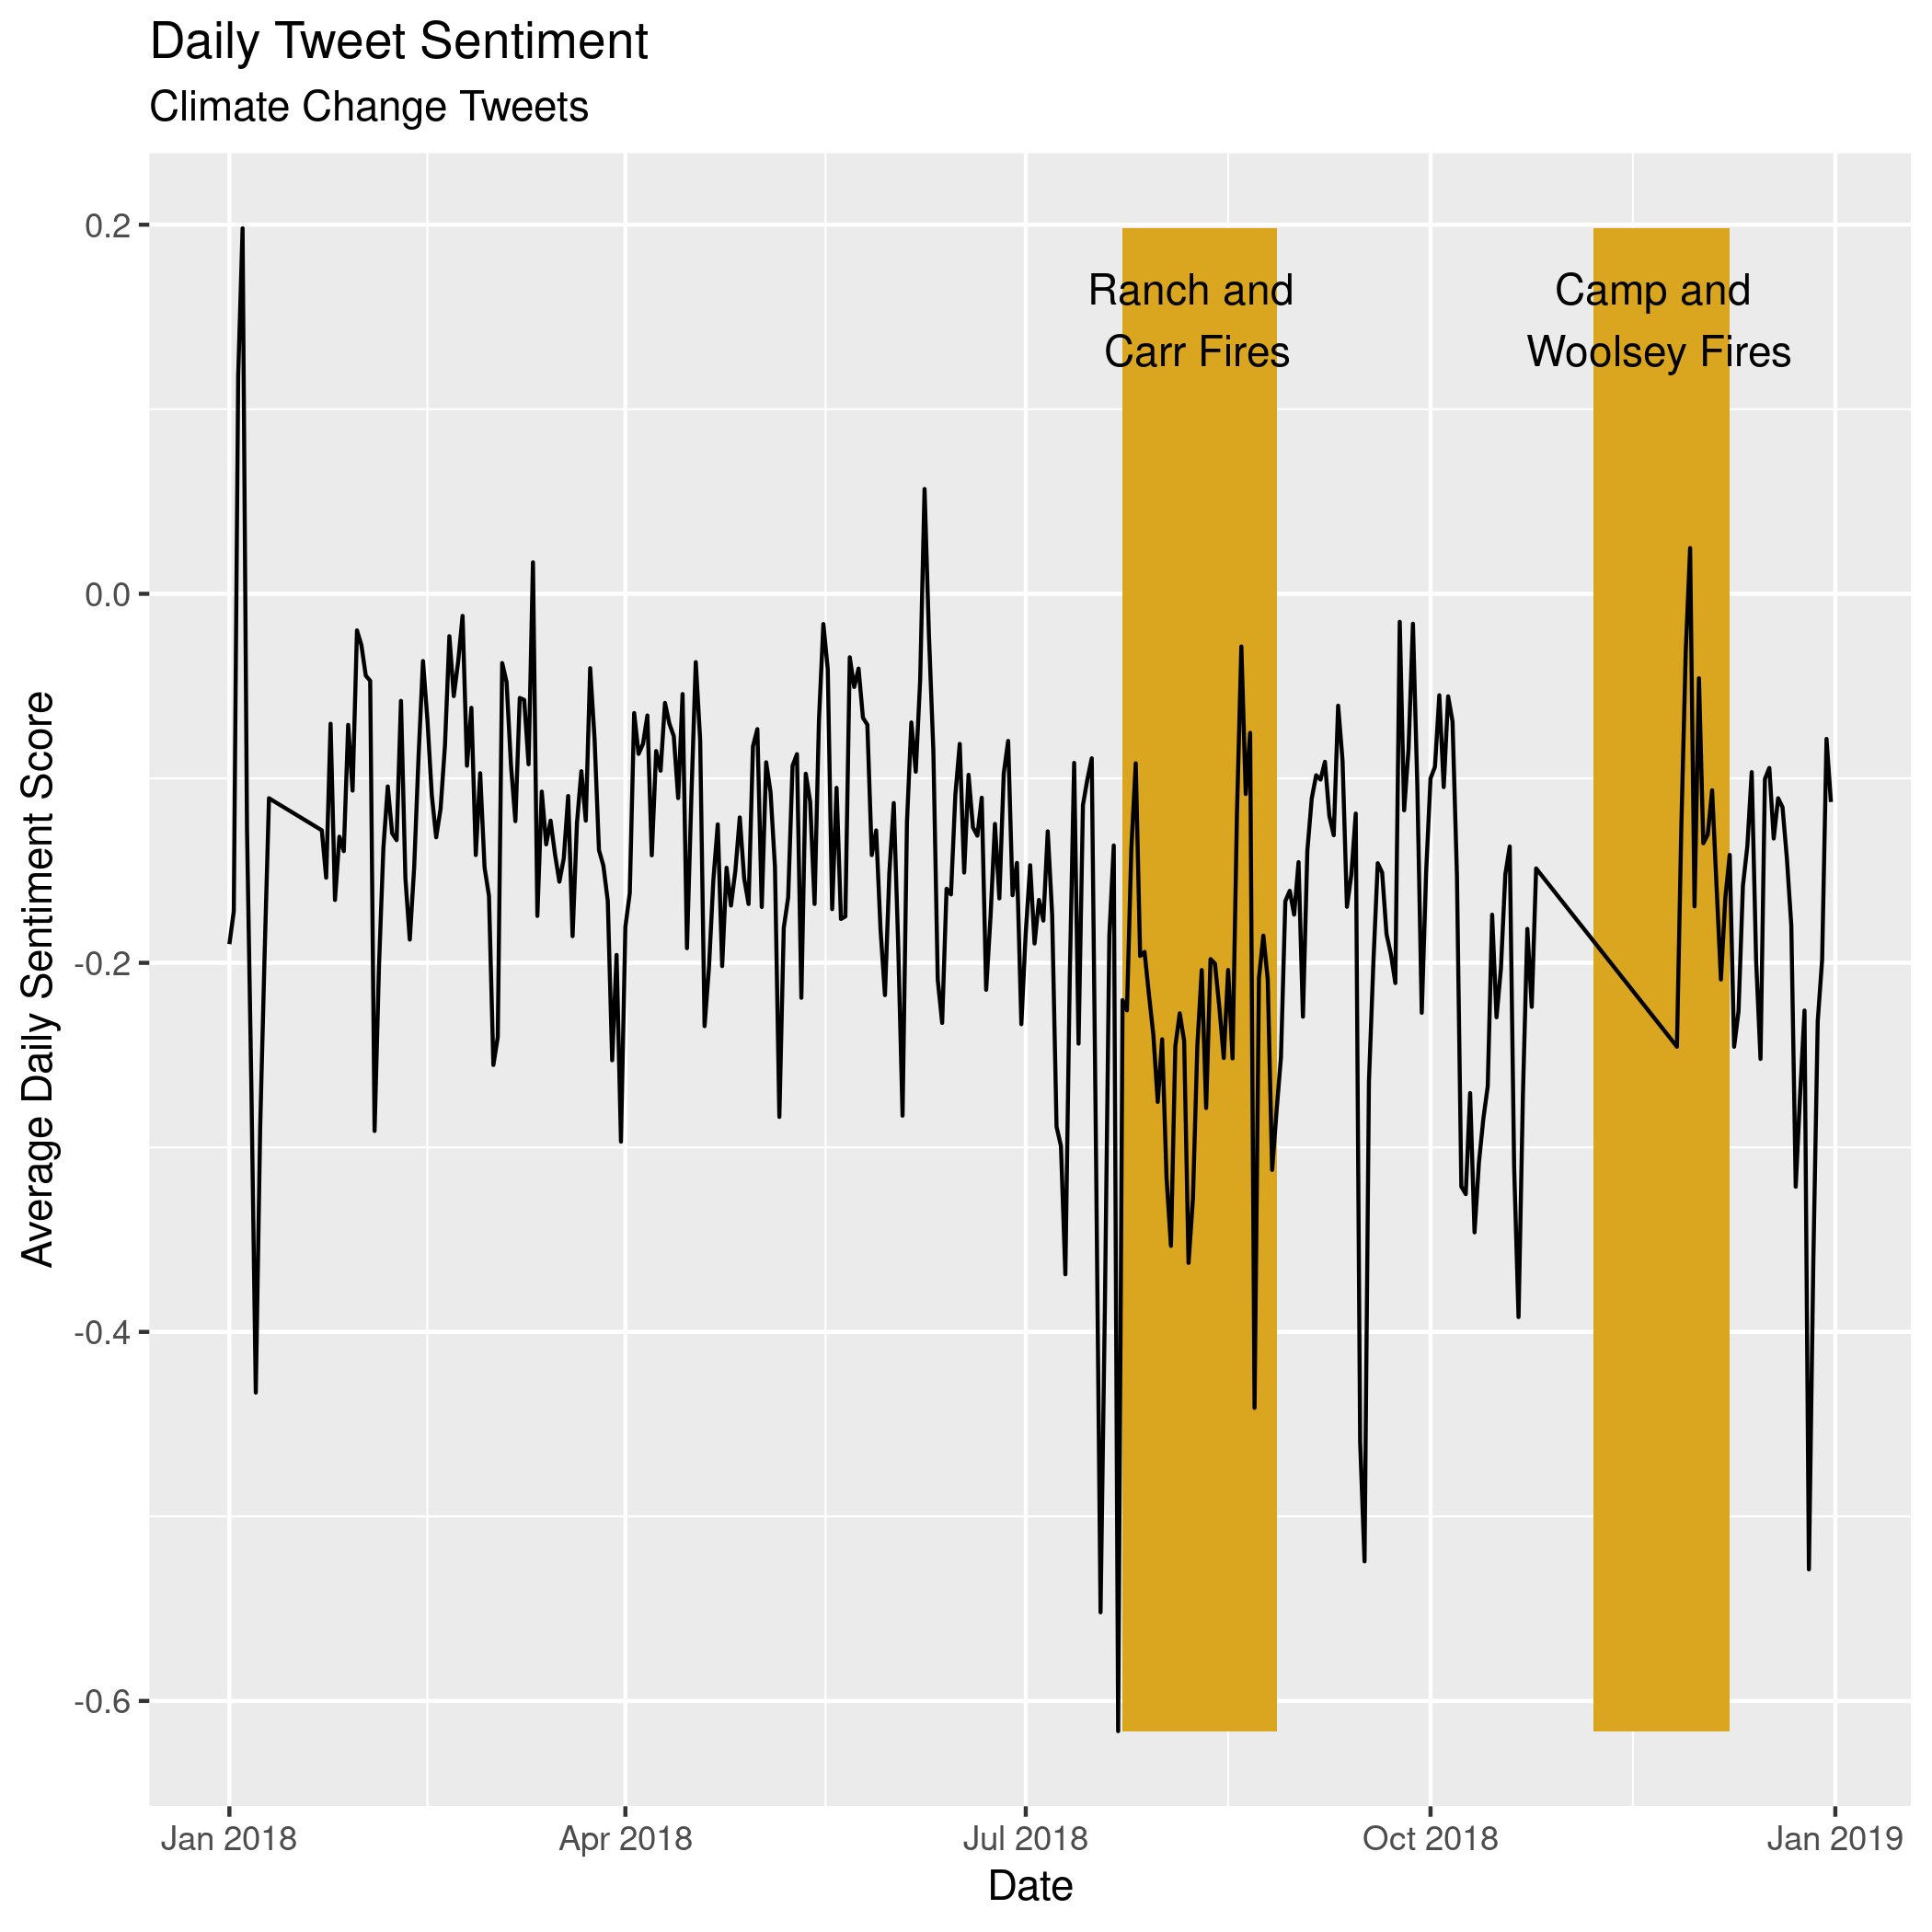 Daily Tweet Sentiment
Climate Change Tweets
Average Daily Sentiment Score
0.2
0.0
-0.2
-0.4
-0.6
Ranch and
Carr Fires
Camp and
Woolsey Fires
Jan 2018
Apr 2018
Jul 2018
Oct 2018
Jan 2019
Date